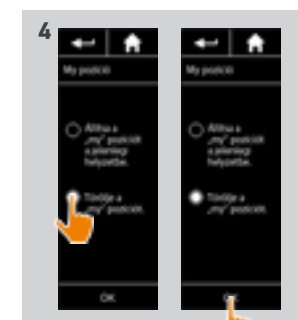 4
My pozíció
Állítsa a
„my” pozíciót
a jelenlegi
helyzetbe.
Törölje a
„my” pozíciót.
OK
My pozíció
Állítsa a
„my” pozíciót
a jelenlegi
helyzetbe.
Törölje a
„my” pozíciót.
OK